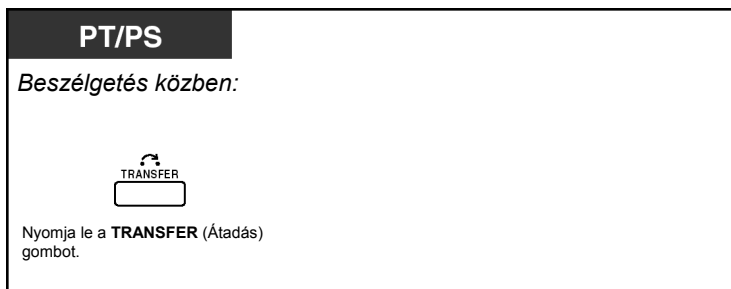 PT/PS
Beszélgetés közben:
TRANSFER
Nyomja le a TRANSFER (Átadás)
gombot.